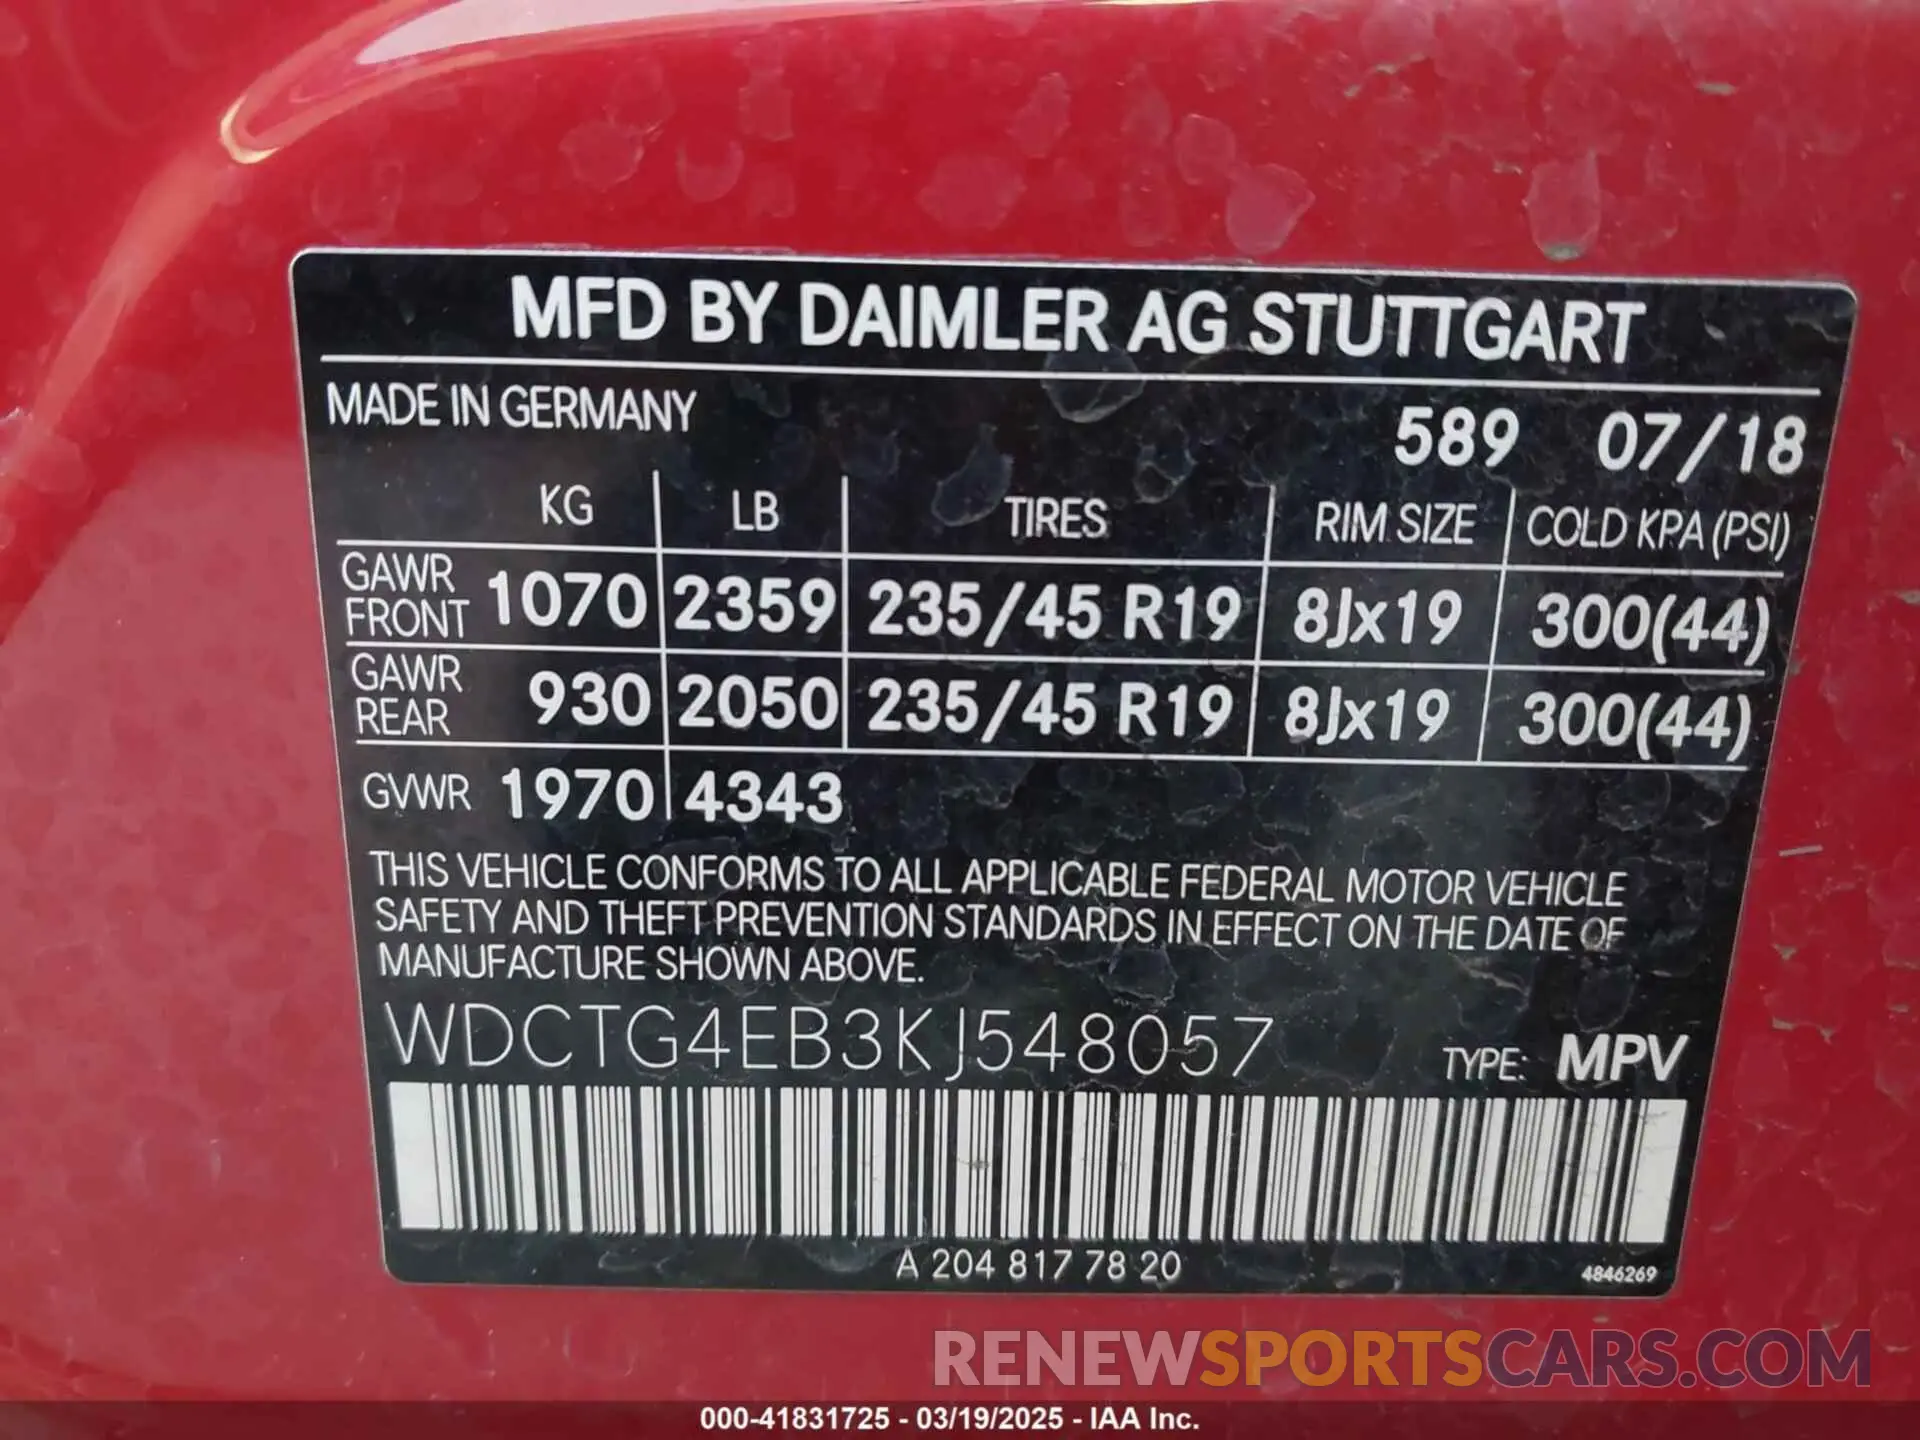 MFD BY DAIMLER AG STUTTGART
MADE IN GERMANY 589 07/18
KG LB TIRES RIM SIZE COLD KPA (PSI)
GAWR FRONT 1070 2359 235/45 R19 8Jx19 300(44)
GAWR REAR 930 2050 235/45 R19 8Jx19 300(44)
GVWR 1970 4343
THIS VEHICLE CONFORMS TO ALL APPLICABLE FEDERAL MOTOR VEHICLE
SAFETY AND THEFT PREVENTION STANDARDS IN EFFECT ON THE DATE OF
MANUFACTURE SHOWN ABOVE.
WDCTG4EB3KJ548057 TYPE: MPV
A 204 817 78 20 4846269
RENEWSPORTSCARS.COM
000-41831725 - 03/19/2025 - IAA Inc.